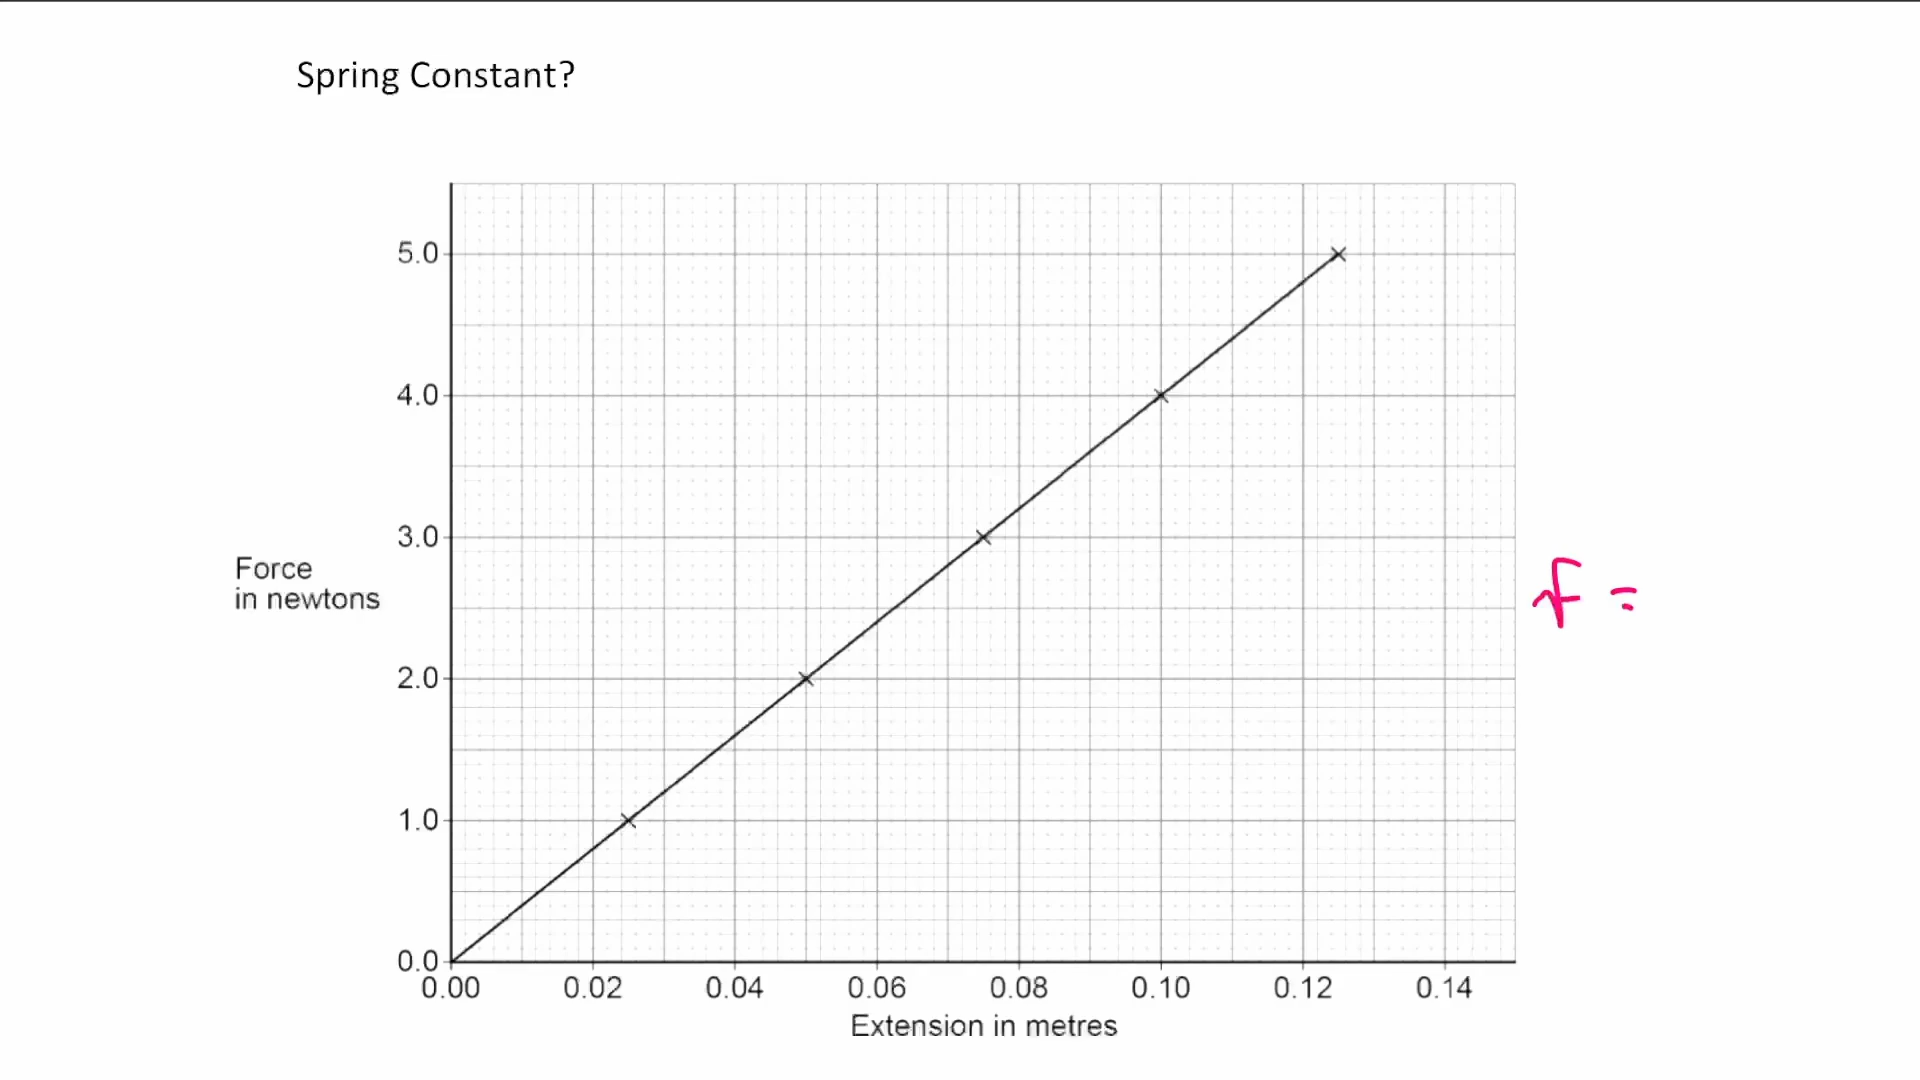 Spring Constant?
5.0
4.0
3.0
Force
in newtons
F =
2.0
1.0
0.0
0.00 0.02 0.04 0.06 0.08 0.10 0.12 0.14
Extension in metres